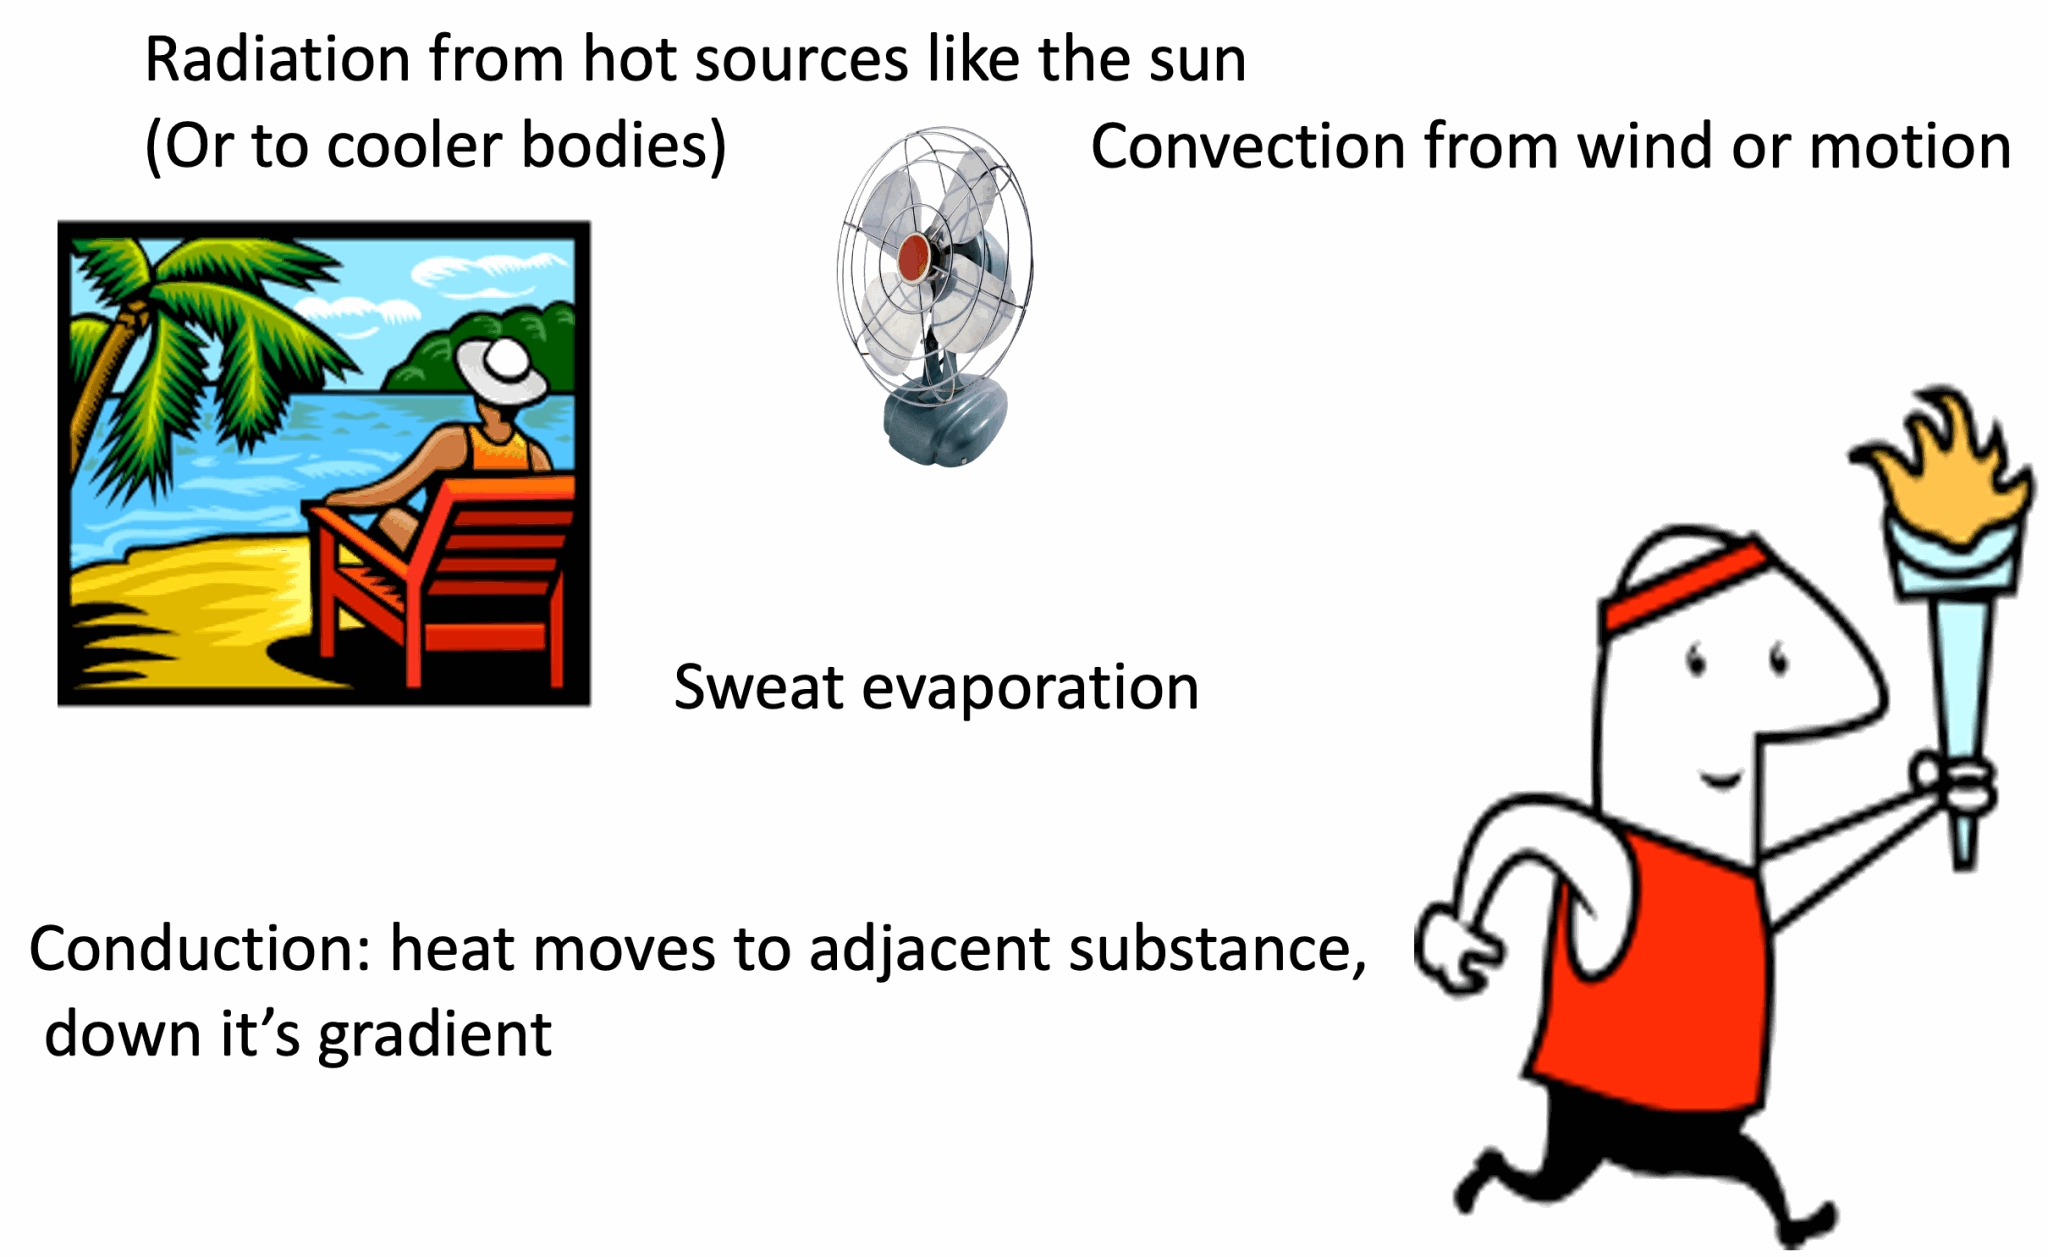 Radiation from hot sources like the sun
(Or to cooler bodies)
Convection from wind or motion
Sweat evaporation
Conduction: heat moves to adjacent substance,
down it’s gradient